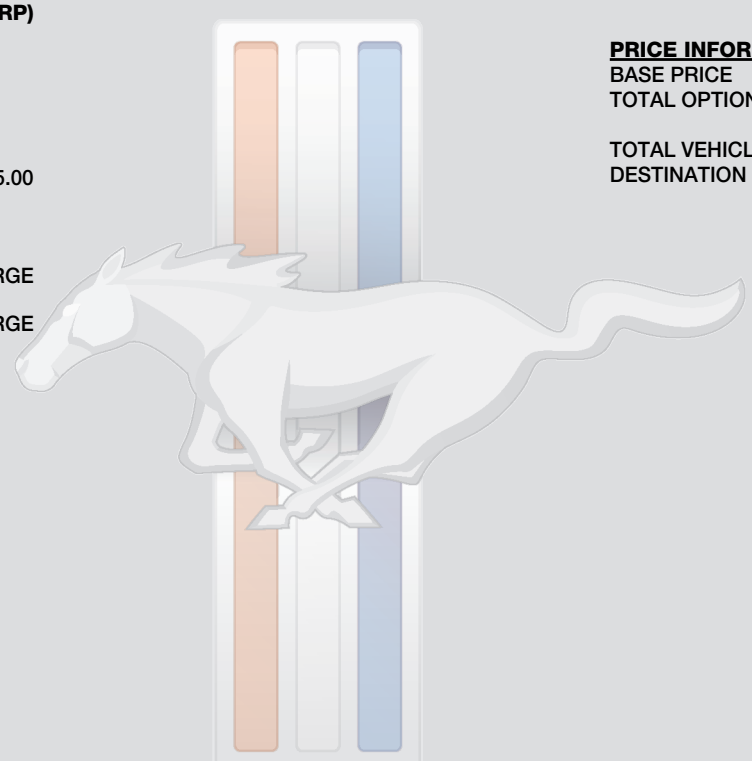 RP)
5.00
RGE
RGE
PRICE INFOR
BASE PRICE
TOTAL OPTION
TOTAL VEHICL
DESTINATION